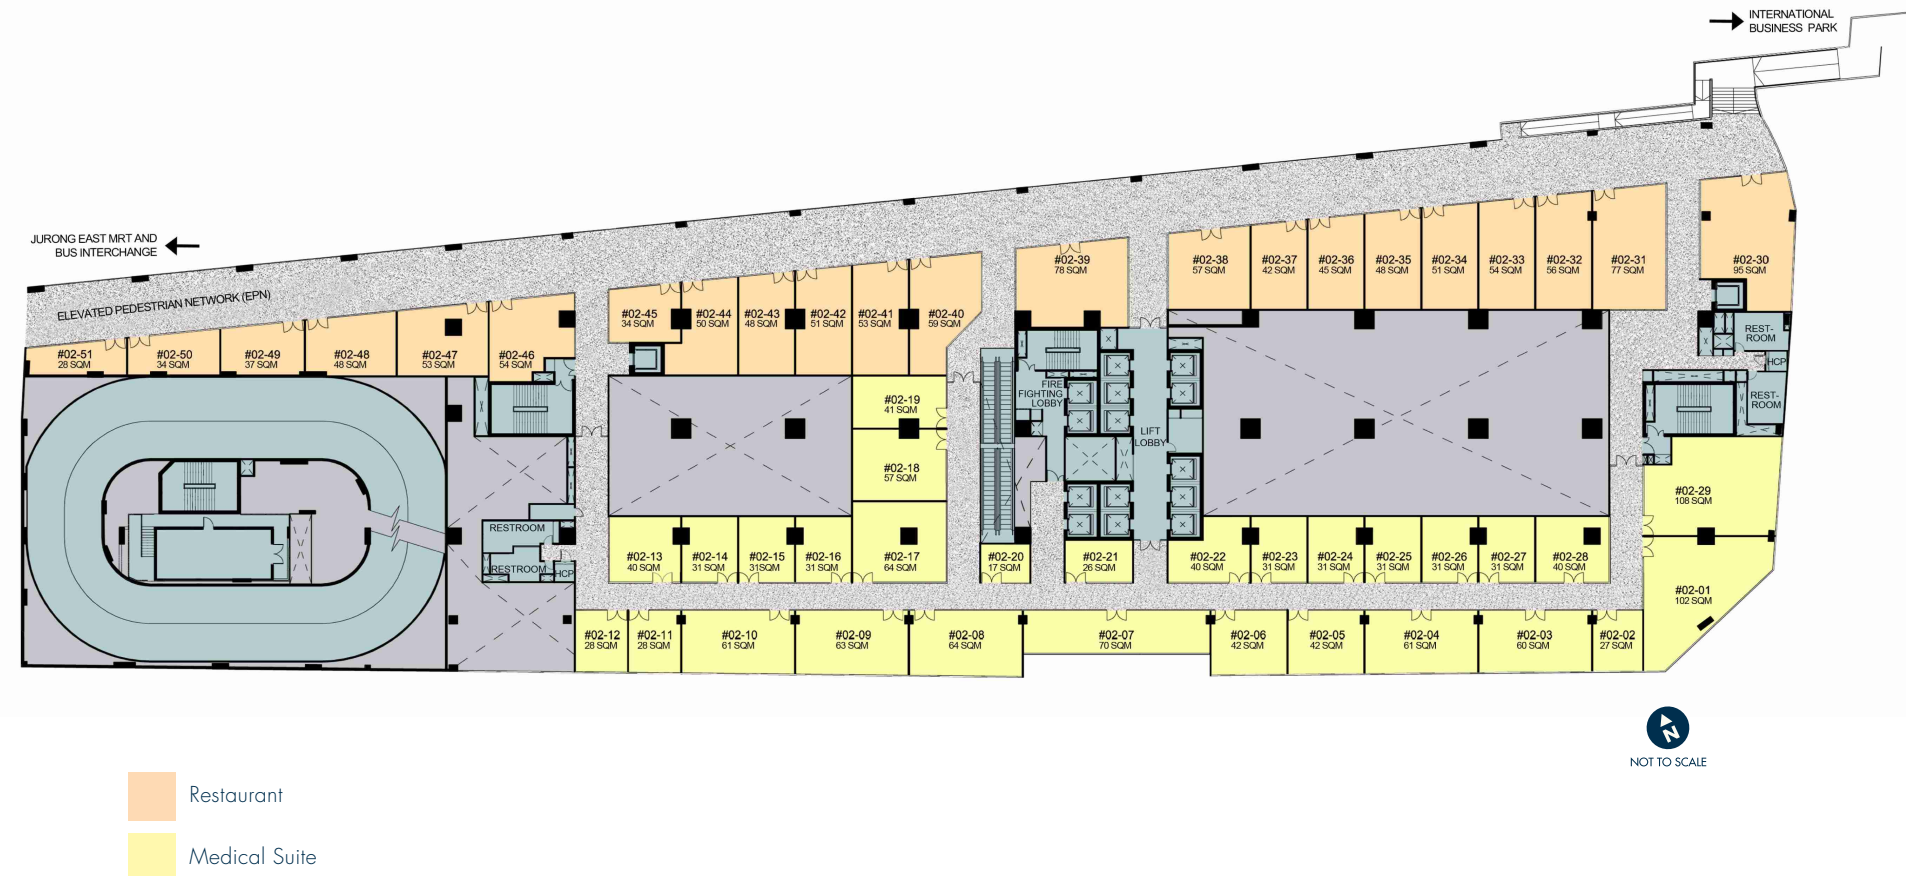 INTERNATIONAL
BUSINESS PARK
JURONG EAST MRT AND
BUS INTERCHANGE
ELEVATED PEDESTRIAN NETWORK (EPN)
#02-51
28 SQM
#02-50
34 SQM
#02-49
37 SQM
#02-48
48 SQM
#02-47
53 SQM
#02-46
54 SQM
#02-45
34 SQM
#02-44
50 SQM
#02-43
48 SQM
#02-42
51 SQM
#02-41
53 SQM
#02-40
59 SQM
#02-39
78 SQM
#02-38
57 SQM
#02-37
42 SQM
#02-36
45 SQM
#02-35
48 SQM
#02-34
51 SQM
#02-33
54 SQM
#02-32
56 SQM
#02-31
77 SQM
#02-30
95 SQM
REST-
ROOM
HCP
REST-
ROOM
FIRE
FIGHTING
LOBBY
LIFT
LOBBY
#02-19
41 SQM
#02-18
57 SQM
#02-29
108 SQM
RESTROOM
RESTROOM
HCP
#02-13
40 SQM
#02-14
31 SQM
#02-15
31SQM
#02-16
31 SQM
#02-17
64 SQM
#02-20
17 SQM
#02-21
26 SQM
#02-22
40 SQM
#02-23
31 SQM
#02-24
31 SQM
#02-25
31 SQM
#02-26
31 SQM
#02-27
31 SQM
#02-28
40 SQM
#02-01
102 SQM
#02-12
28 SQM
#02-11
28 SQM
#02-10
61 SQM
#02-09
63 SQM
#02-08
64 SQM
#02-07
70 SQM
#02-06
42 SQM
#02-05
42 SQM
#02-04
61 SQM
#02-03
60 SQM
#02-02
27 SQM
N
NOT TO SCALE
Restaurant
Medical Suite